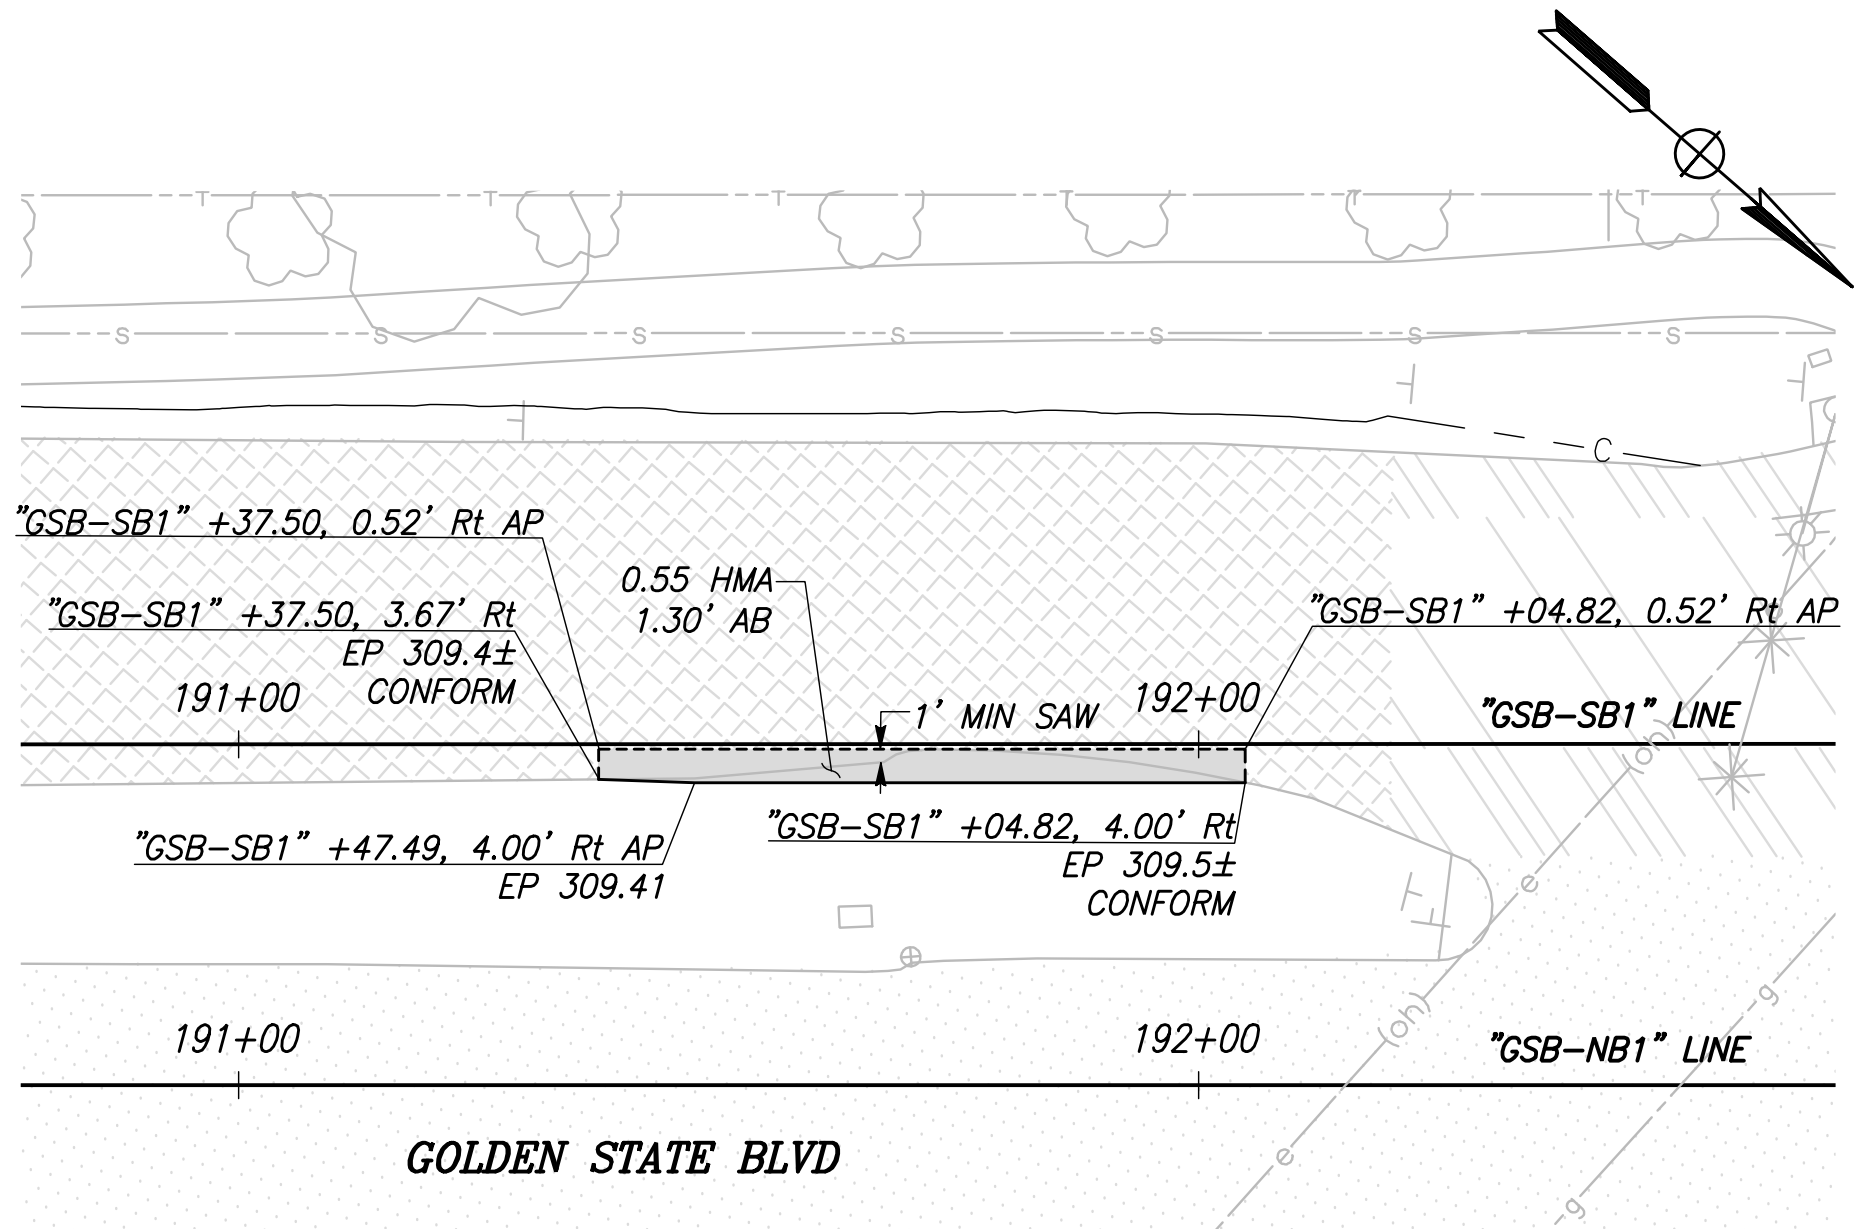 T T T T T T
S S S S S S S
C
"GSB-SB1" +37.50, 0.52' Rt AP
0.55 HMA
1.30' AB
"GSB-SB1" +37.50, 3.67' Rt
EP 309.4±
CONFORM
"GSB-SB1" +04.82, 0.52' Rt AP
191+00
192+00
1' MIN SAW
"GSB-SB1" LINE
(oh)
"GSB-SB1" +47.49, 4.00' Rt AP
EP 309.41
"GSB-SB1" +04.82, 4.00' Rt
EP 309.5±
CONFORM
e
g
(oh)
191+00
192+00
"GSB-NB1" LINE
GOLDEN STATE BLVD
e
g